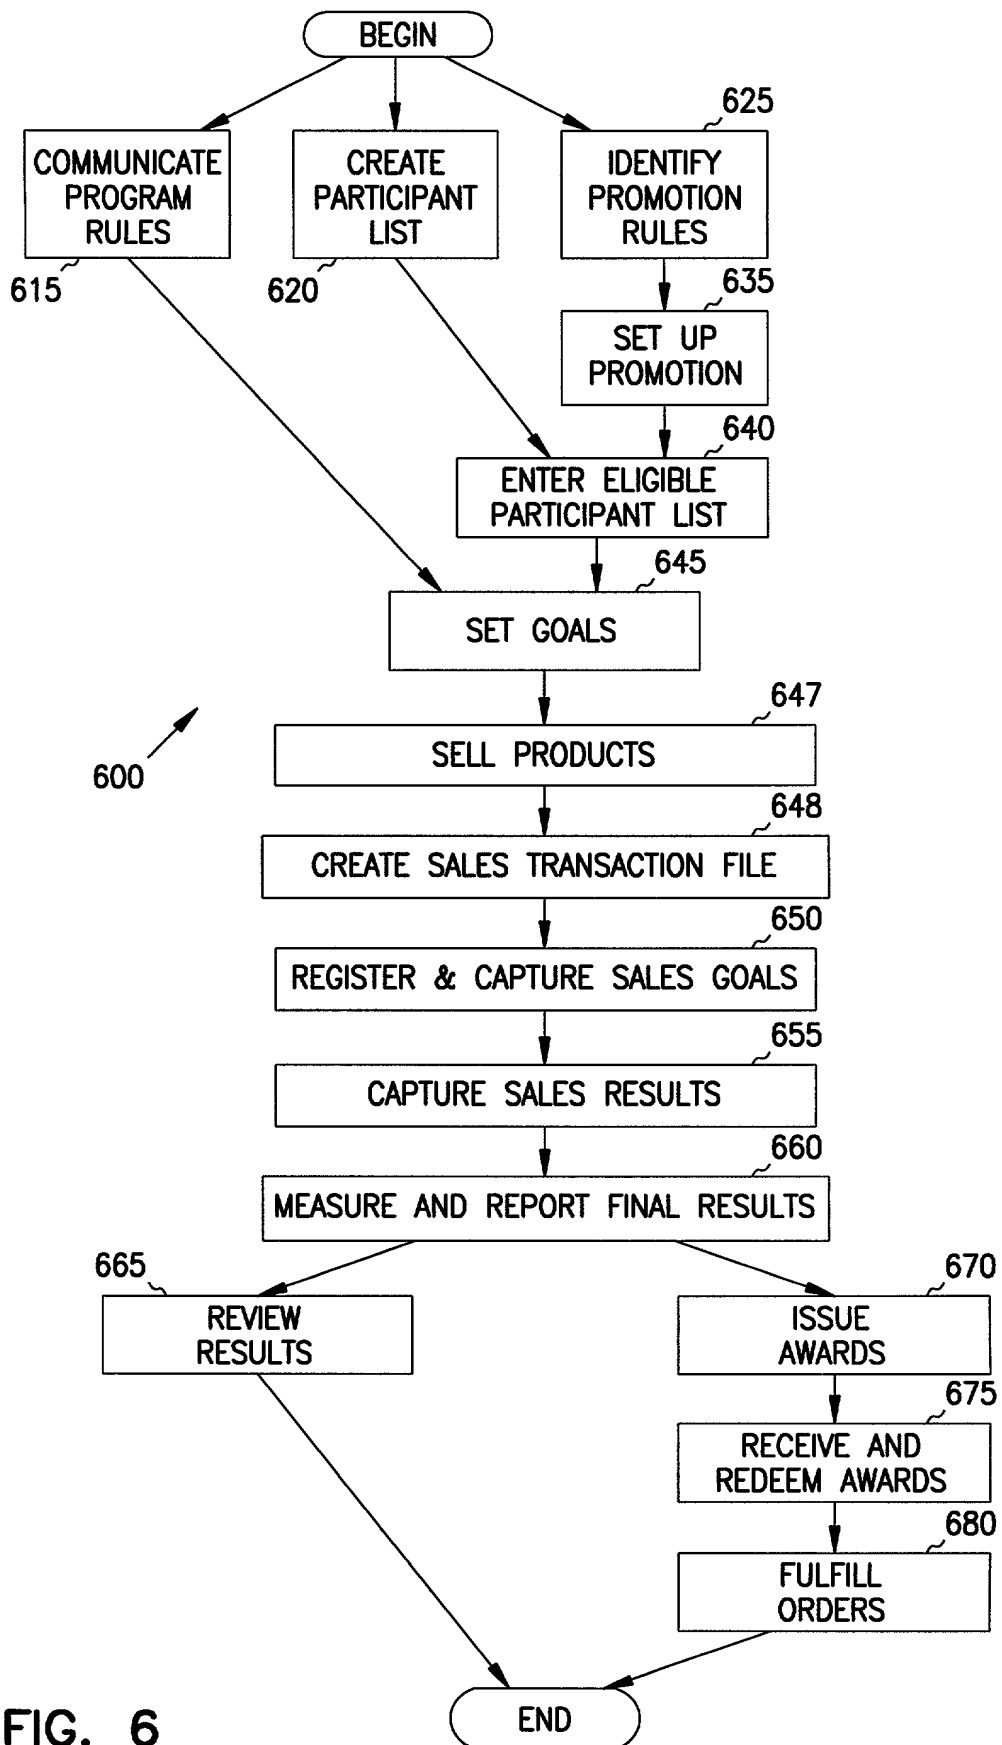 BEGIN
625
COMMUNICATE
PROGRAM
RULES
CREATE
PARTICIPANT
LIST
IDENTIFY
PROMOTION
RULES
615
620
635
SET UP
PROMOTION
640
ENTER ELIGIBLE
PARTICIPANT LIST
645
SET GOALS
647
600
SELL PRODUCTS
648
CREATE SALES TRANSACTION FILE
650
REGISTER & CAPTURE SALES GOALS
655
CAPTURE SALES RESULTS
660
MEASURE AND REPORT FINAL RESULTS
665
REVIEW
RESULTS
670
ISSUE
AWARDS
675
RECEIVE AND
REDEEM AWARDS
680
FULFILL
ORDERS
END
FIG. 6